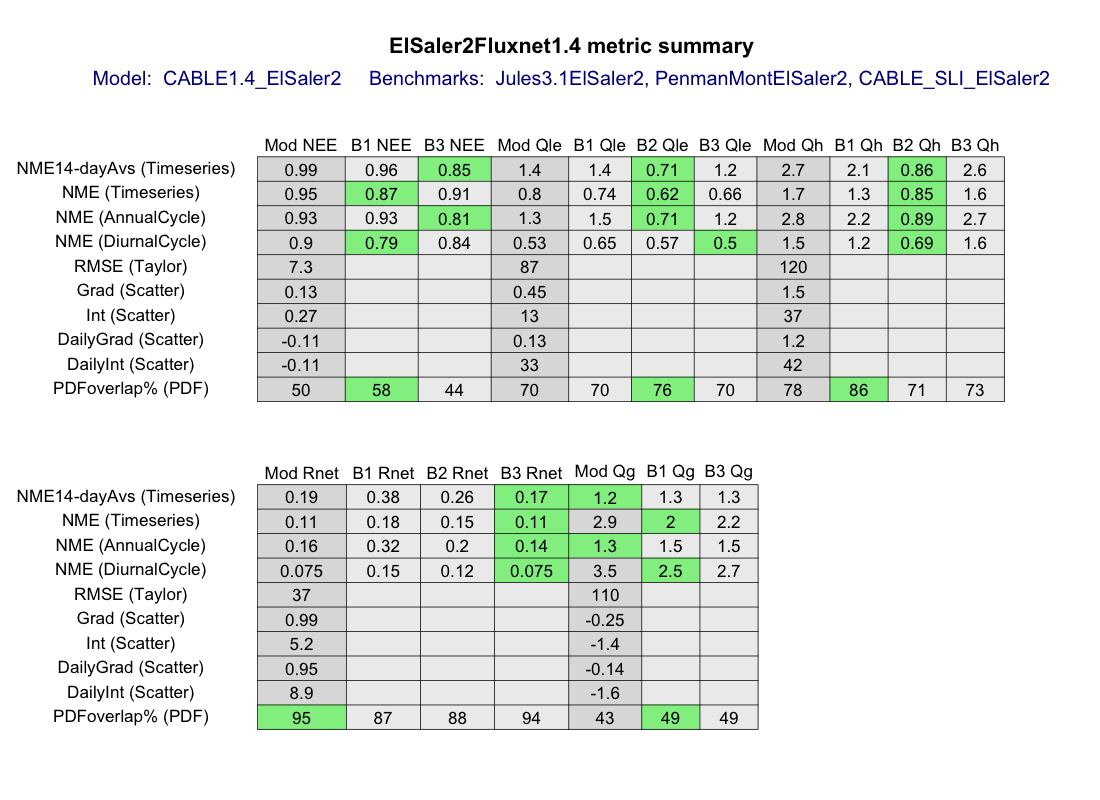 ElSaler2Fluxnet1.4 metric summary
Model: CABLE1.4_ElSaler2 Benchmarks: Jules3.1ElSaler2, PenmanMontElSaler2, CABLE_SLI_ElSaler2
Mod NEE B1 NEE B3 NEE Mod Qle B1 Qle B2 Qle B3 Qle Mod Qh B1 Qh B2 Qh B3 Qh
NME14-dayAvs (Timeseries) 0.99 0.96 0.85 1.4 1.4 0.71 1.2 2.7 2.1 0.86 2.6
NME (Timeseries) 0.95 0.87 0.91 0.8 0.74 0.62 0.66 1.7 1.3 0.85 1.6
NME (AnnualCycle) 0.93 0.93 0.81 1.3 1.5 0.71 1.2 2.8 2.2 0.89 2.7
NME (DiurnalCycle) 0.9 0.79 0.84 0.53 0.65 0.57 0.5 1.5 1.2 0.69 1.6
RMSE (Taylor) 7.3 87 120
Grad (Scatter) 0.13 0.45 1.5
Int (Scatter) 0.27 13 37
DailyGrad (Scatter) -0.11 0.13 1.2
DailyInt (Scatter) -0.11 33 42
PDFoverlap% (PDF) 50 58 44 70 70 76 70 78 86 71 73
Mod Rnet B1 Rnet B2 Rnet B3 Rnet Mod Qg B1 Qg B3 Qg
NME14-dayAvs (Timeseries) 0.19 0.38 0.26 0.17 1.2 1.3 1.3
NME (Timeseries) 0.11 0.18 0.15 0.11 2.9 2 2.2
NME (AnnualCycle) 0.16 0.32 0.2 0.14 1.3 1.5 1.5
NME (DiurnalCycle) 0.075 0.15 0.12 0.075 3.5 2.5 2.7
RMSE (Taylor) 37 110
Grad (Scatter) 0.99 -0.25
Int (Scatter) 5.2 -1.4
DailyGrad (Scatter) 0.95 -0.14
DailyInt (Scatter) 8.9 -1.6
PDFoverlap% (PDF) 95 87 88 94 43 49 49